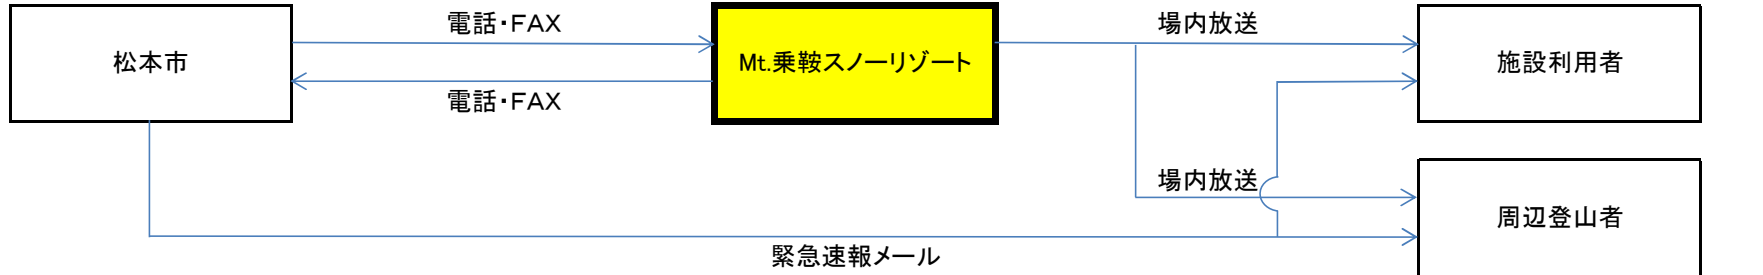 電話・FAX
場内放送
松本市
Mt.乗鞍スノーリゾート
施設利用者
電話・FAX
場内放送
周辺登山者
緊急速報メール